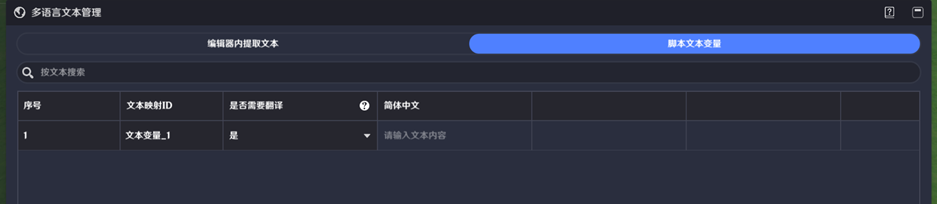 多语言文本管理
编辑器内提取文本 脚本文本变量
按文本搜索
序号 文本映射ID 是否需要翻译 简体中文
1 文本变量_1 是 请输入文本内容